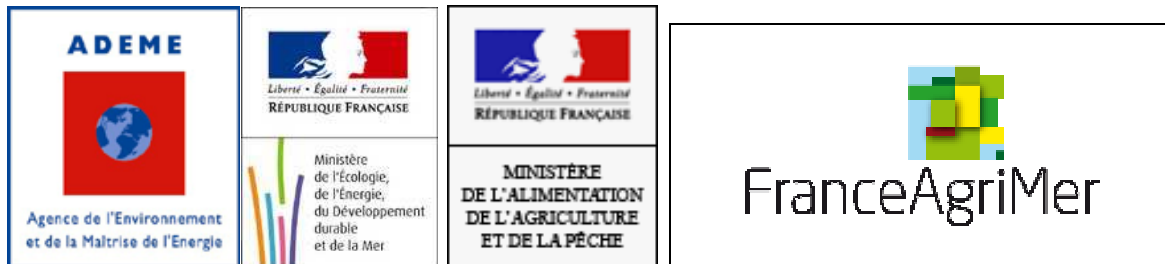 ADEME
Agence de l'Environnement
et de la Maîtrise de l'Energie
Liberté • Égalité • Fraternité
RÉPUBLIQUE FRANÇAISE
Ministère
de l'Écologie,
de l'Énergie,
du Développement
durable
et de la Mer
Liberté • Égalité • Fraternité
RÉPUBLIQUE FRANÇAISE
MINISTÈRE
DE L'ALIMENTATION
DE L'AGRICULTURE
ET DE LA PÊCHE
FranceAgriMer